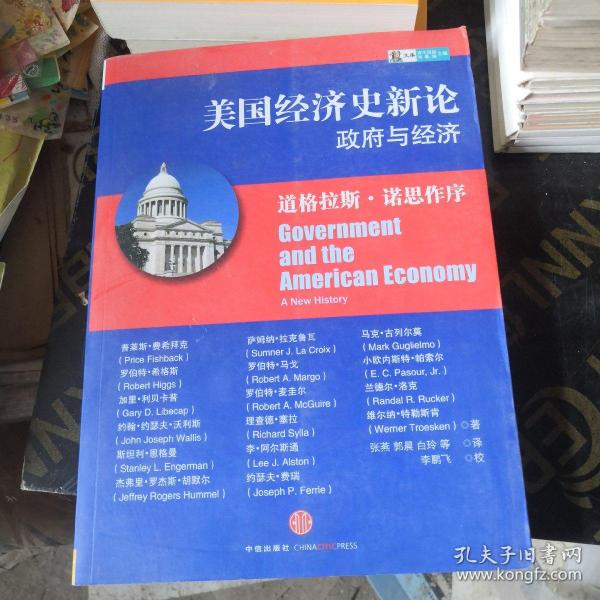 文库
美国经济史新论
政府与经济
道格拉斯·诺思作序
Government
and the
American Economy
A New History
普莱斯·费希拜克
(Price Fishback)
罗伯特·希格斯
(Robert Higgs)
加里·利贝卡普
(Gary D. Libecap)
约翰·约瑟夫·沃利斯
(John Joseph Wallis)
斯坦利·恩格曼
(Stanley L. Engerman)
杰弗里·罗杰斯·胡默尔
(Jeffrey Rogers Hummel)
萨姆纳·拉克鲁瓦
(Sumner J. La Croix)
罗伯特·马戈
(Robert A. Margo)
罗伯特·麦圭尔
(Robert A. McGuire)
理查德·塞拉
(Richard Sylla)
李·阿尔斯通
(Lee J. Alston)
约瑟夫·费瑞
(Joseph P. Ferrie)
马克·古列尔莫
(Mark Guglielmo)
小欧内斯特·帕索尔
(E. C. Pasour, Jr.)
兰德尔·洛克
(Randal R. Rucker)
维尔纳·特勒斯肯
(Werner Troesken) ◎著
张燕 郭晨 白玲 等 ◎译
李鹏飞 ◎校
中信出版社·CHINACITICPRESS
孔夫子旧书网
www.kongfz.com